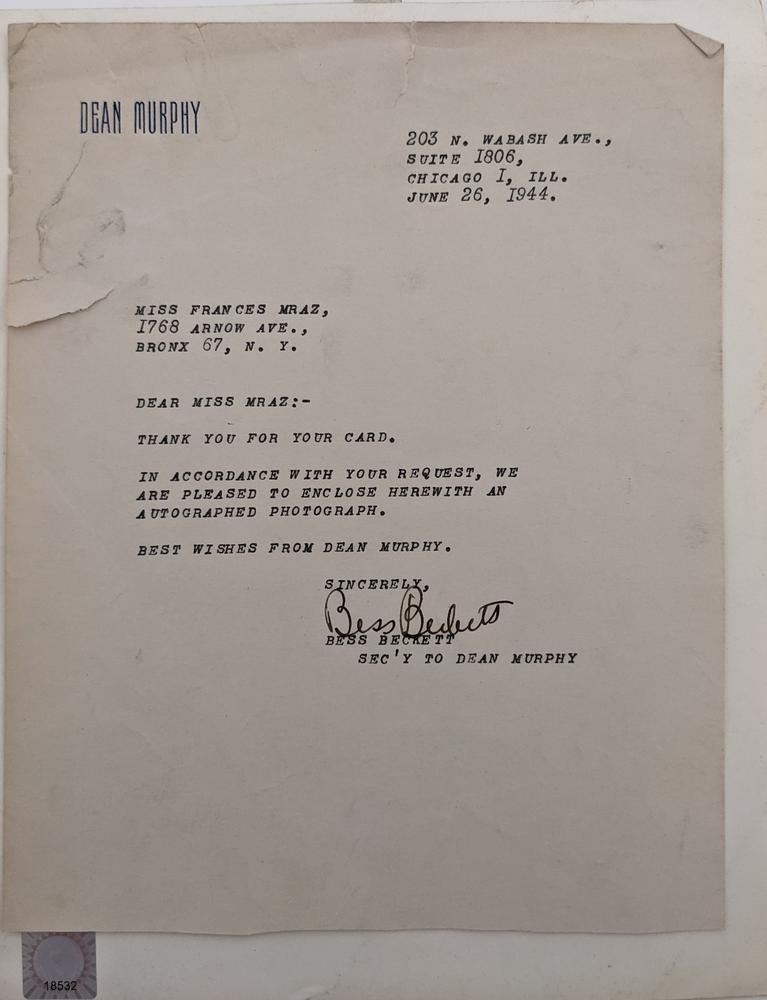 DEAN MURPHY
203 N. WABASH AVE.,
SUITE 1806,
CHICAGO 1, ILL.
JUNE 26, 1944.
MISS FRANCES MRAZ,
1768 ARNOW AVE.,
BRONX 67, N. Y.
DEAR MISS MRAZ:-
THANK YOU FOR YOUR CARD.
IN ACCORDANCE WITH YOUR REQUEST, WE
ARE PLEASED TO ENCLOSE HEREWITH AN
AUTOGRAPHED PHOTOGRAPH.
BEST WISHES FROM DEAN MURPHY.
SINCERELY,
Bess Beckett
BESS BECKETT
SEC'Y TO DEAN MURPHY
18532